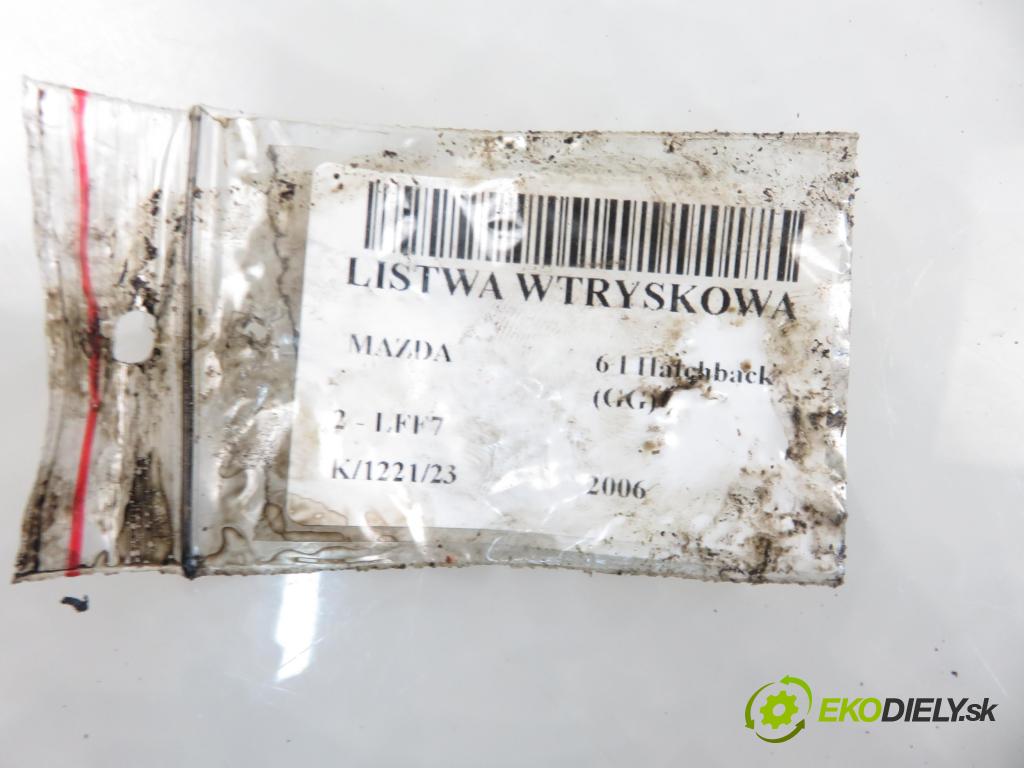 LISTWA WTRYSKOWA
MAZDA
6 I Hatchback
(GG)
2 - LFF7
K/1221/23
2006
EKODIELY.sk